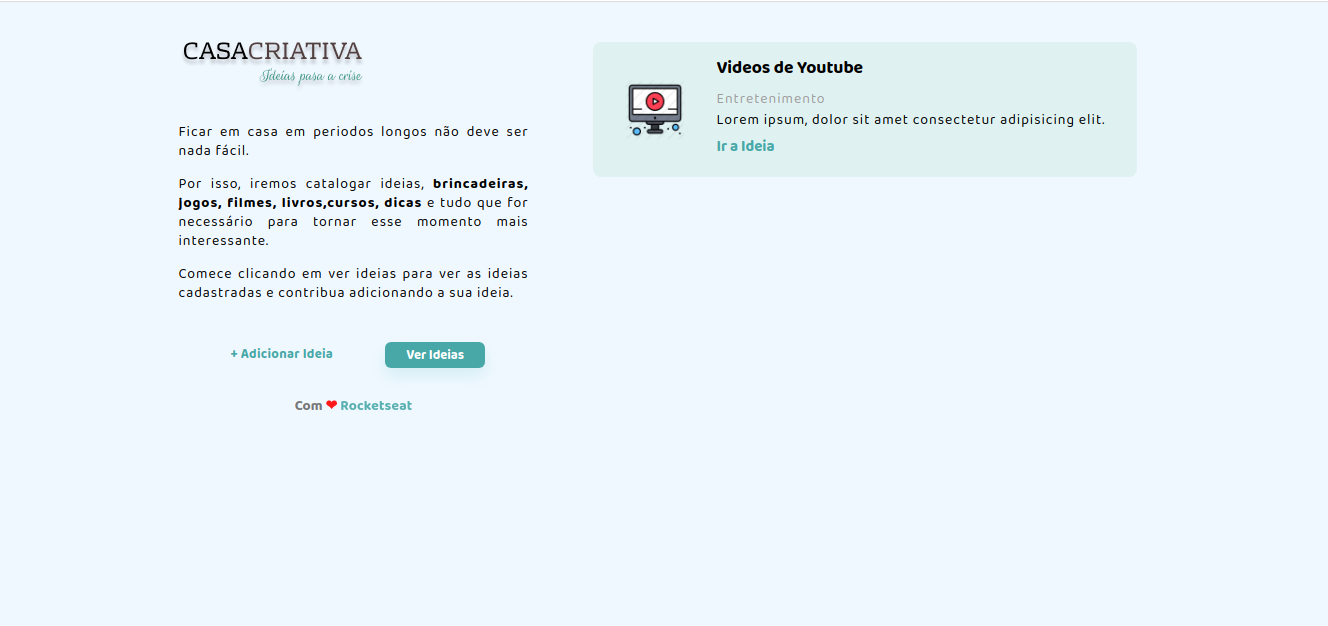 CASACRIATIVA
Ideias pasa a crise
Ficar em casa em periodos longos não deve ser
nada fácil.
Por isso, iremos catalogar ideias, brincadeiras,
jogos, filmes, livros,cursos, dicas e tudo que for
necessário para tornar esse momento mais
interessante.
Comece clicando em ver ideias para ver as ideias
cadastradas e contribua adicionando a sua ideia.
+ Adicionar Ideia
Ver Ideias
Com ❤ Rocketseat
Videos de Youtube
Entretenimento
Lorem ipsum, dolor sit amet consectetur adipisicing elit.
Ir a Ideia